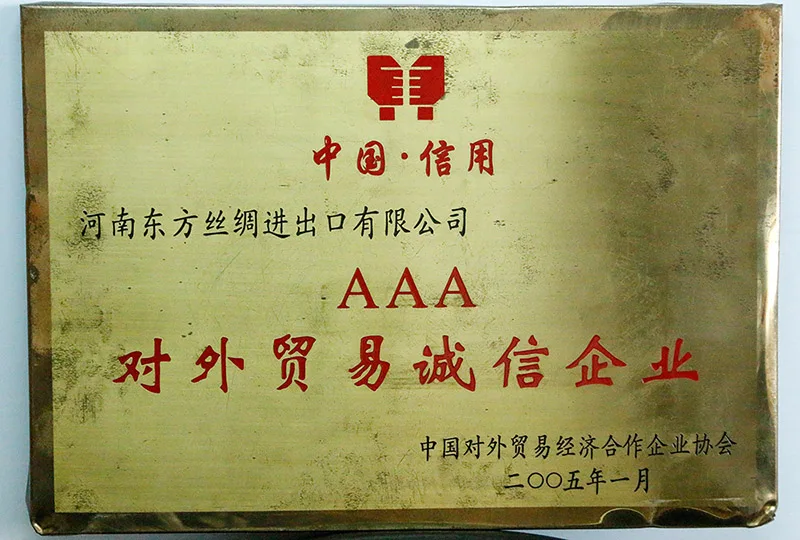 中国·信用
河南东方丝绸进出口有限公司
AAA
对外贸易诚信企业
中国对外贸易经济合作企业协会
二〇〇五年一月